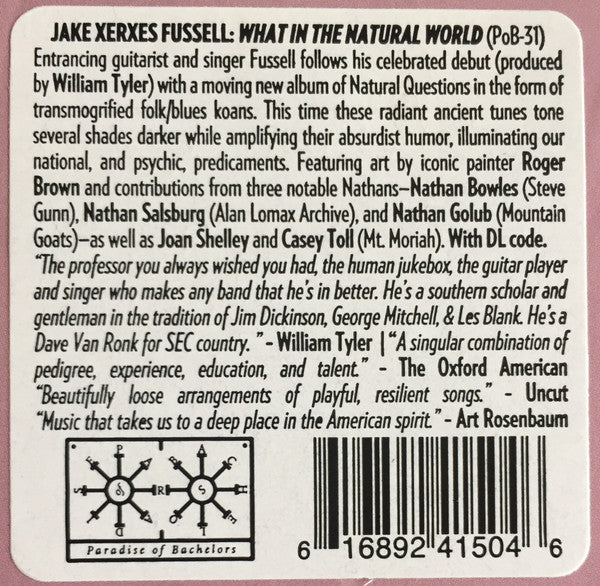 JAKE XERXES FUSSELL: WHAT IN THE NATURAL WORLD (PoB-31)
Entrancing guitarist and singer Fussell follows his celebrated debut (produced
by William Tyler) with a moving new album of Natural Questions in the form of
transmogrified folk/blues koans. This time these radiant ancient tunes tone
several shades darker while amplifying their absurdist humor, illuminating our
national, and psychic, predicaments. Featuring art by iconic painter Roger
Brown and contributions from three notable Nathans–Nathan Bowles (Steve
Gunn), Nathan Salsburg (Alan Lomax Archive), and Nathan Golub (Mountain
Goats)–as well as Joan Shelley and Casey Toll (Mt. Moriah). With DL code.
"The professor you always wished you had, the human jukebox, the guitar player
and singer who makes any band that he's in better. He's a southern scholar and
gentleman in the tradition of Jim Dickinson, George Mitchell, & Les Blank. He's a
Dave Van Ronk for SEC country. " - William Tyler | "A singular combination of
pedigree, experience, education, and talent." - The Oxford American
"Beautifully loose arrangements of playful, resilient songs." - Uncut
"Music that takes us to a deep place in the American spirit." - Art Rosenbaum
Paradise of Bachelors
6 16892 41504 6